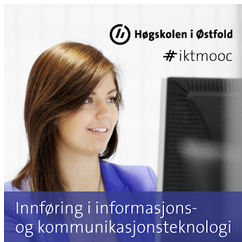 Høgskolen i Østfold
#iktmooc
Innføring i informasjons-
og kommunikasjonsteknologi